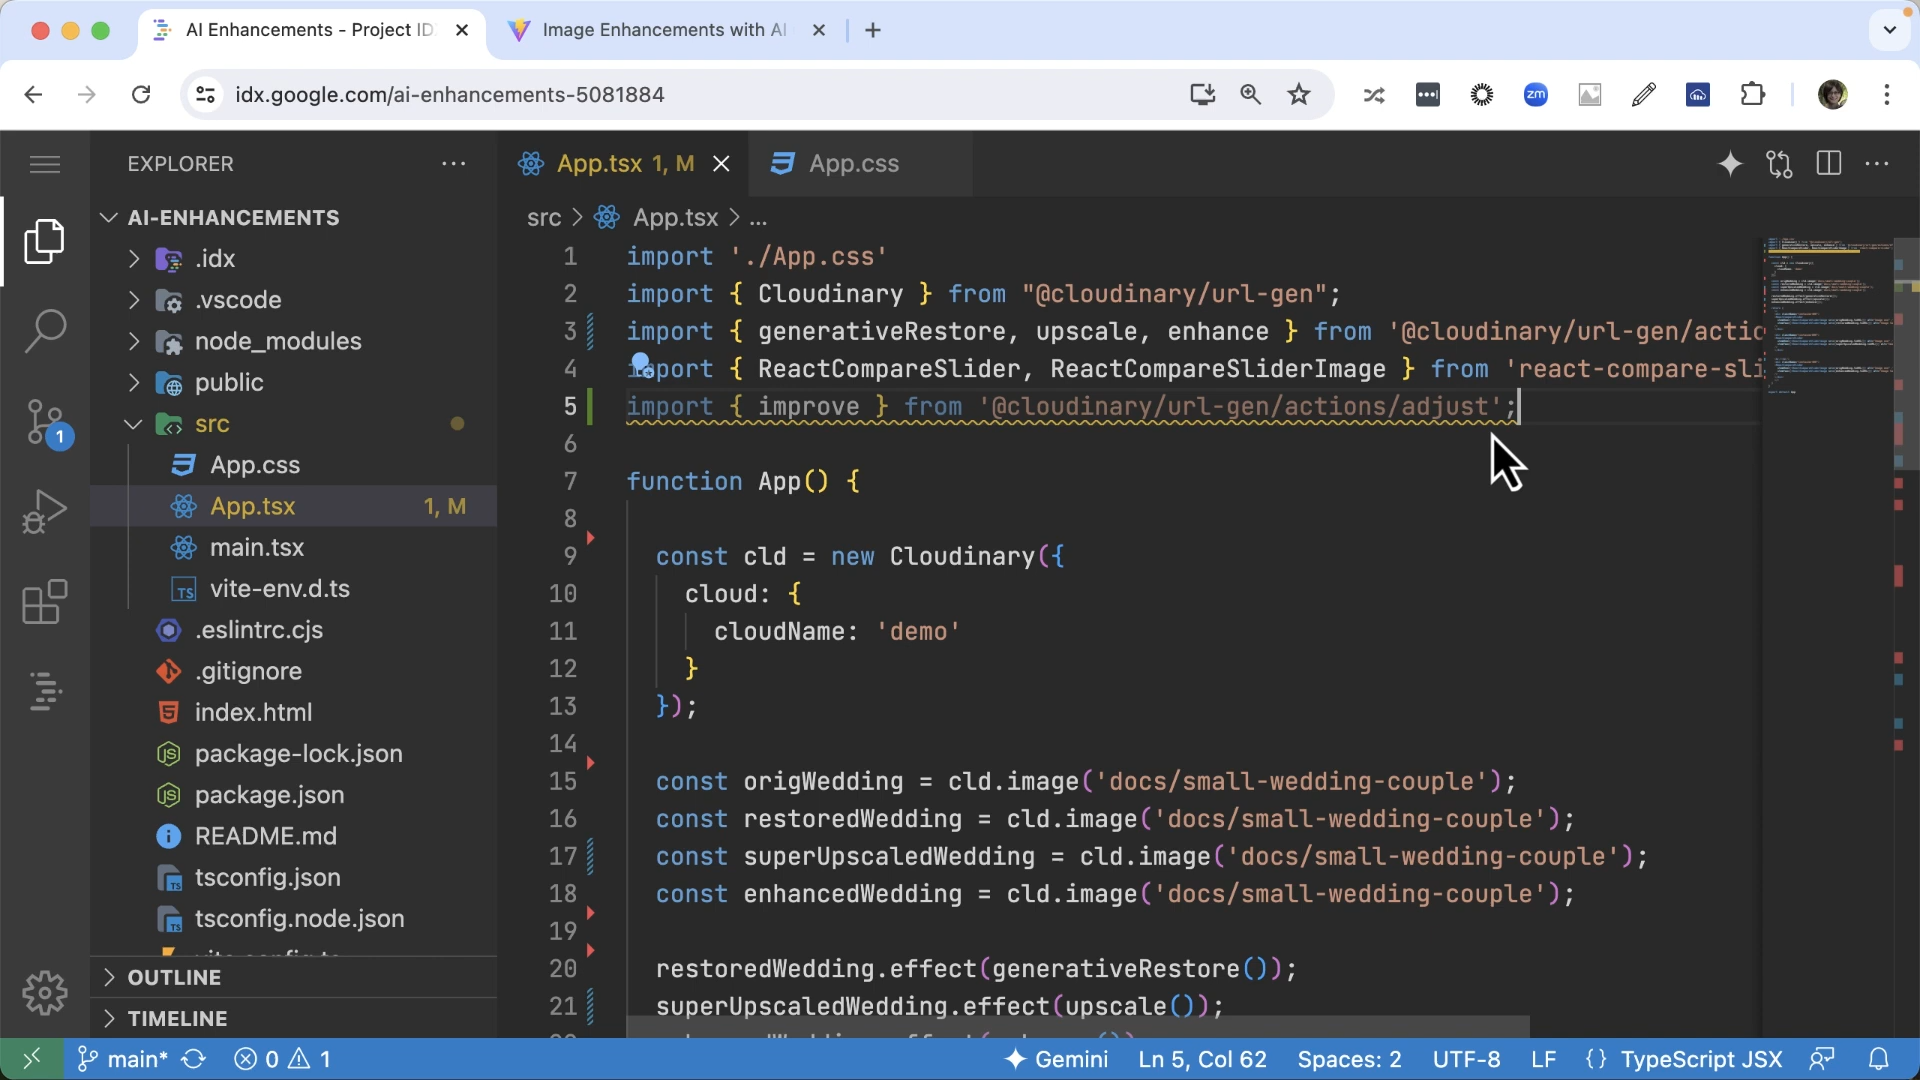 AI Enhancements - Project ID
Image Enhancements with AI
idx.google.com/ai-enhancements-5081884
zm
EXPLORER
App.tsx 1, M
App.css
AI-ENHANCEMENTS
src > App.tsx > ...
.idx
.vscode
node_modules
public
src
App.css
App.tsx 1, M
main.tsx
TS vite-env.d.ts
.eslintrc.cjs
.gitignore
index.html
package-lock.json
package.json
README.md
tsconfig.json
tsconfig.node.json
OUTLINE
TIMELINE
1
1 import './App.css'
2 import { Cloudinary } from "@cloudinary/url-gen";
3 import { generativeRestore, upscale, enhance } from '@cloudinary/url-gen/actio
4 import { ReactCompareSlider, ReactCompareSliderImage } from 'react-compare-sli
5 import { improve } from '@cloudinary/url-gen/actions/adjust';
6
7 function App() {
8
9 const cld = new Cloudinary({
10 cloud: {
11 cloudName: 'demo'
12 }
13 });
14
15 const origWedding = cld.image('docs/small-wedding-couple');
16 const restoredWedding = cld.image('docs/small-wedding-couple');
17 const superUpscaledWedding = cld.image('docs/small-wedding-couple');
18 const enhancedWedding = cld.image('docs/small-wedding-couple');
19
20 restoredWedding.effect(generativeRestore());
21 superUpscaledWedding.effect(upscale());
main* 0 1 Gemini Ln 5, Col 62 Spaces: 2 UTF-8 LF {} TypeScript JSX